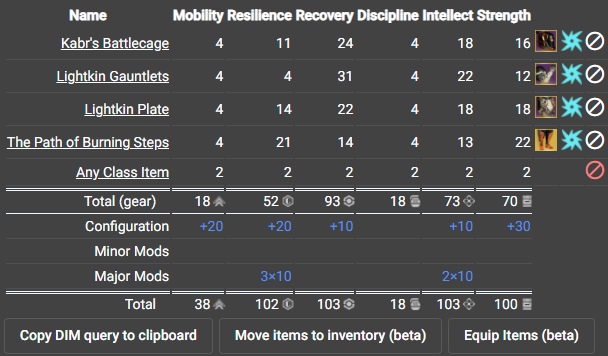 Name Mobility Resilience Recovery Discipline Intellect Strength
Kabr's Battlecage 4 11 24 4 18 16
Lightkin Gauntlets 4 4 31 4 22 12
Lightkin Plate 4 14 22 4 18 18
The Path of Burning Steps 4 21 14 4 13 22
Any Class Item 2 2 2 2 2 2
Total (gear) 18 52 93 18 73 70
Configuration +20 +20 +10 +10 +30
Minor Mods
Major Mods 3×10 2×10
Total 38 102 103 18 103 100
Copy DIM query to clipboard Move items to inventory (beta) Equip Items (beta)